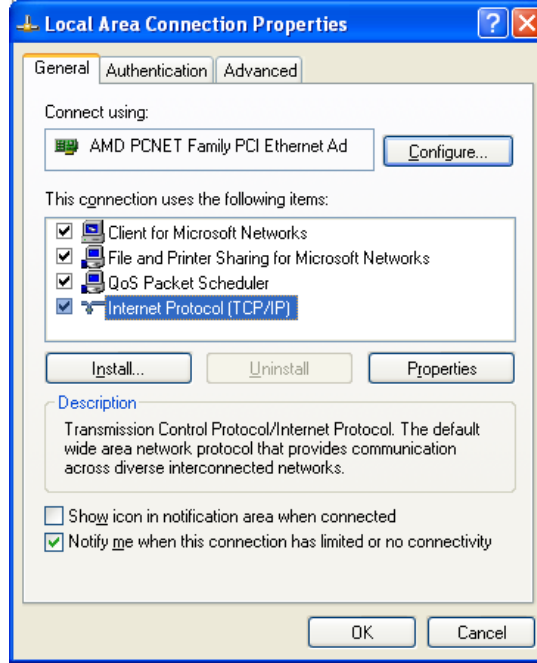 Local Area Connection Properties
General Authentication Advanced
Connect using:
AMD PCNET Family PCI Ethernet Ad Configure...
This connection uses the following items:
Client for Microsoft Networks
File and Printer Sharing for Microsoft Networks
QoS Packet Scheduler
Internet Protocol (TCP/IP)
Install... Uninstall Properties
Description
Transmission Control Protocol/Internet Protocol. The default
wide area network protocol that provides communication
across diverse interconnected networks.
Show icon in notification area when connected
Notify me when this connection has limited or no connectivity
OK Cancel